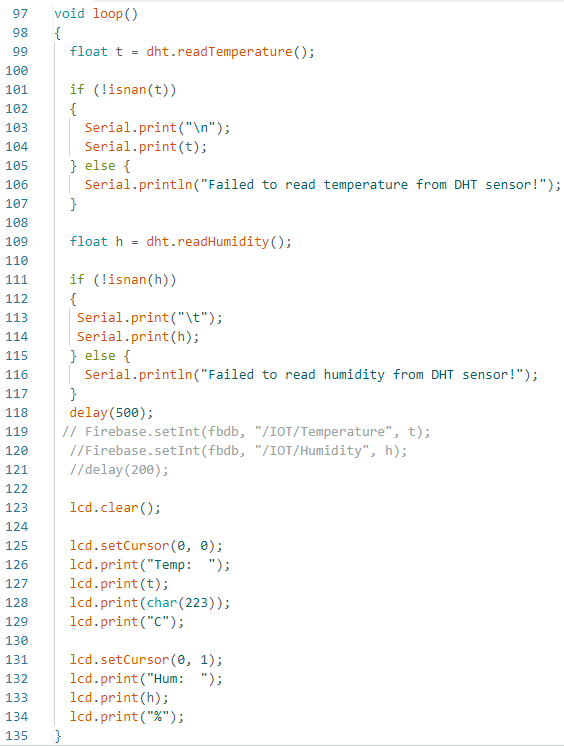 97 void loop()
98 {
99   float t = dht.readTemperature();
100
101   if (!isnan(t))
102   {
103     Serial.print("\n");
104     Serial.print(t);
105   } else {
106     Serial.println("Failed to read temperature from DHT sensor!");
107   }
108
109   float h = dht.readHumidity();
110
111   if (!isnan(h))
112   {
113    Serial.print("\t");
114    Serial.print(h);
115   } else {
116     Serial.println("Failed to read humidity from DHT sensor!");
117   }
118   delay(500);
119  // Firebase.setInt(fbdb, "/IOT/Temperature", t);
120   //Firebase.setInt(fbdb, "/IOT/Humidity", h);
121   //delay(200);
122
123   lcd.clear();
124
125   lcd.setCursor(0, 0);
126   lcd.print("Temp:  ");
127   lcd.print(t);
128   lcd.print(char(223));
129   lcd.print("C");
130
131   lcd.setCursor(0, 1);
132   lcd.print("Hum:  ");
133   lcd.print(h);
134   lcd.print("%");
135 }